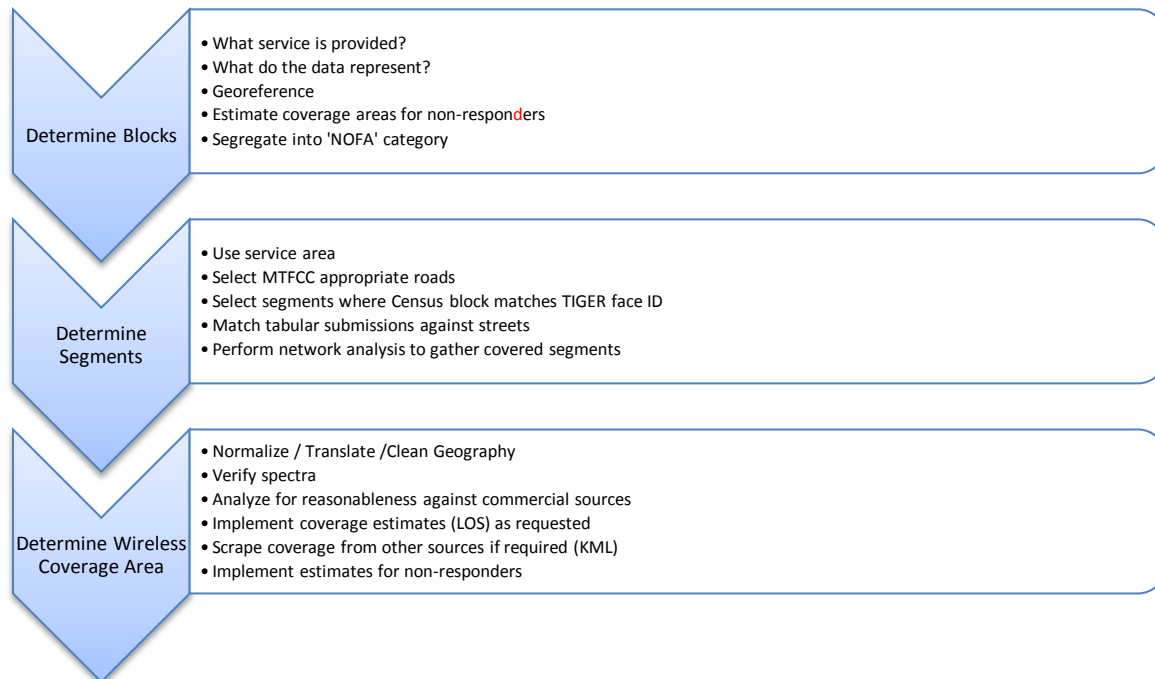 Determine Blocks
• What service is provided?
• What do the data represent?
• Georeference
• Estimate coverage areas for non-responders
• Segregate into 'NOFA' category
Determine
Segments
• Use service area
• Select MTFCC appropriate roads
• Select segments where Census block matches TIGER face ID
• Match tabular submissions against streets
• Perform network analysis to gather covered segments
Determine Wireless
Coverage Area
• Normalize / Translate /Clean Geography
• Verify spectra
• Analyze for reasonableness against commercial sources
• Implement coverage estimates (LOS) as requested
• Scrape coverage from other sources if required (KML)
• Implement estimates for non-responders